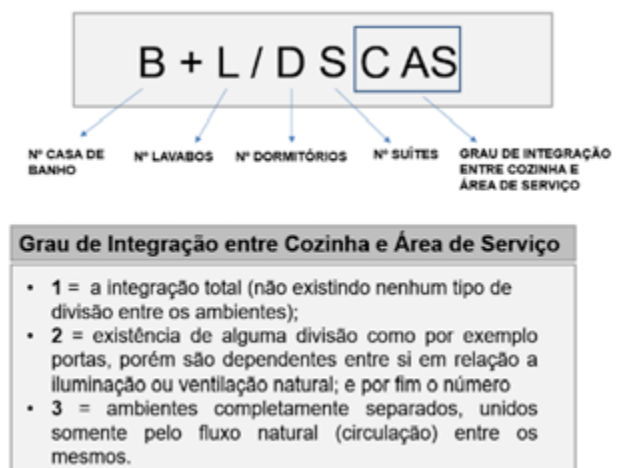 B + L / D S C AS
Nº CASA DE
BANHO
Nº LAVABOS
Nº DORMITÓRIOS
Nº SUÍTES
GRAU DE INTEGRAÇÃO
ENTRE COZINHA E
ÁREA DE SERVIÇO
Grau de Integração entre Cozinha e Área de Serviço
• 1 = a integração total (não existindo nenhum tipo de
divisão entre os ambientes);
• 2 = existência de alguma divisão como por exemplo
portas, porém são dependentes entre si em relação a
iluminação ou ventilação natural; e por fim o número
• 3 = ambientes completamente separados, unidos
somente pelo fluxo natural (circulação) entre os
mesmos.